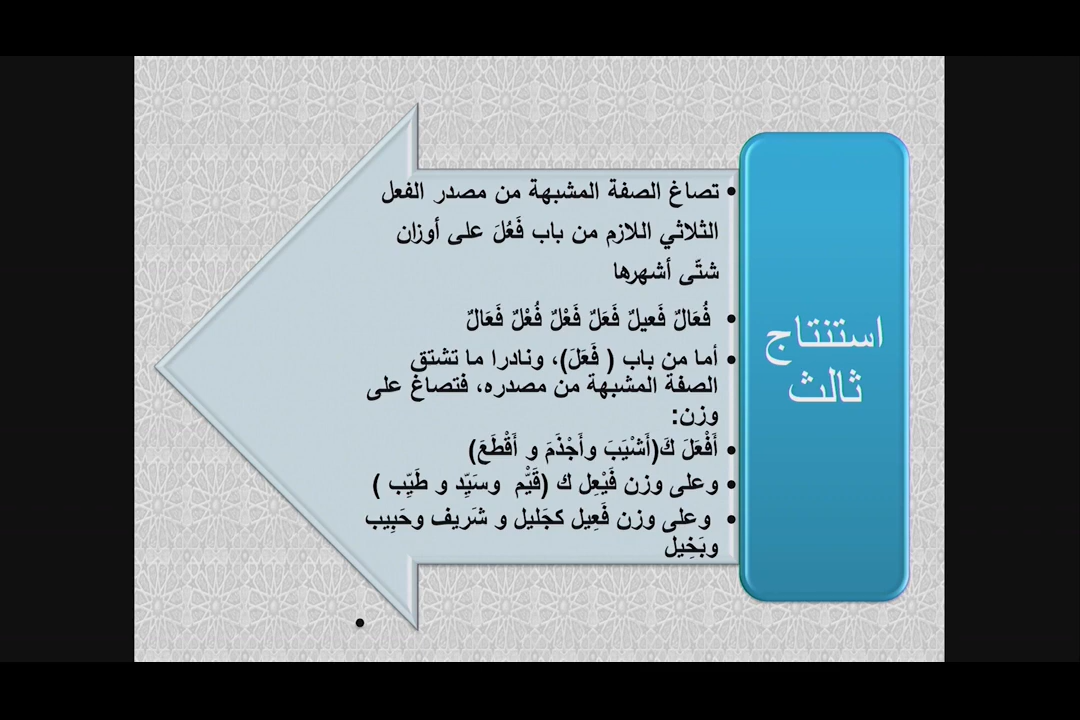 استنتاج
ثالث
• تصاغ الصفة المشبهة من مصدر الفعل
الثلاثي اللازم من باب فَعُلَ على أوزان
شتّى أشهرها
• فُعَالٌ فَعيلٌ فَعَلٌ فَعْلٌ فُعْلٌ فَعَالٌ
• أما من باب ( فَعَلَ)، ونادرا ما تشتق
الصفة المشبهة من مصدره، فتصاغ على
وزن:
• أَفْعَلَ كَ(أَشْيَبَ وأَجْذَمَ و أَقْطَعَ)
• وعلى وزن فَيْعِل ك (قَيّْم وسَيِّد و طَيِّب )
• وعلى وزن فَعِيل كجَليل و شَريف وحَبِيب
وبَخِيل
•